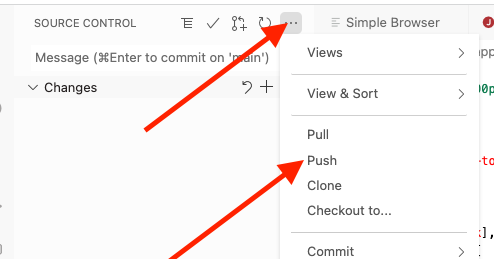 SOURCE CONTROL
Simple Browser
Message (⌘Enter to commit on 'main')
Changes
Views
View & Sort
Pull
Push
Clone
Checkout to...
Commit